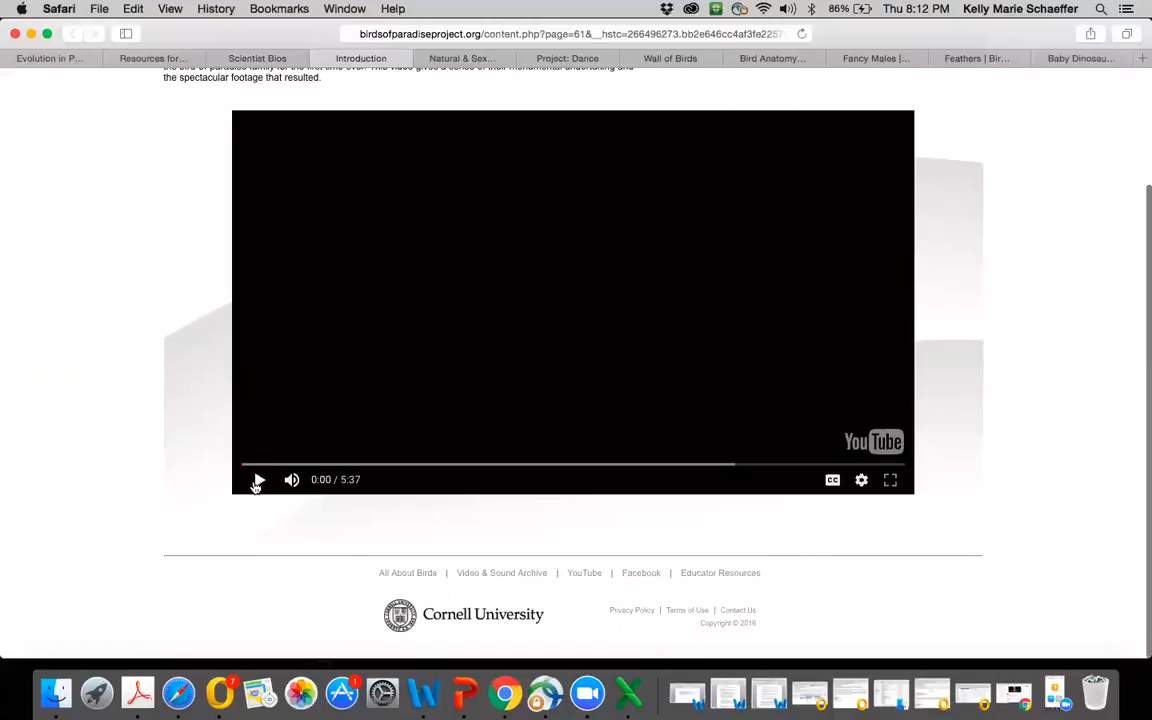 Safari File Edit View History Bookmarks Window Help 86% Thu 8:12 PM Kelly Marie Schaeffer
birdsofparadiseproject.org/content.php?page=61&__hstc=266496273.bb2e646cc4af3fe2257
Evolution in P... Resources for... Scientist Bios Introduction Natural & Sex... Project: Dance Wall of Birds Bird Anatomy... Fancy Males |... Feathers | Bir... Baby Dinosau...
the spectacular footage that resulted.
YouTube
0:00 / 5:37 CC
All About Birds | Video & Sound Archive | YouTube | Facebook | Educator Resources
Cornell University
Privacy Policy | Terms of Use | Contact Us
Copyright © 2016
7 1